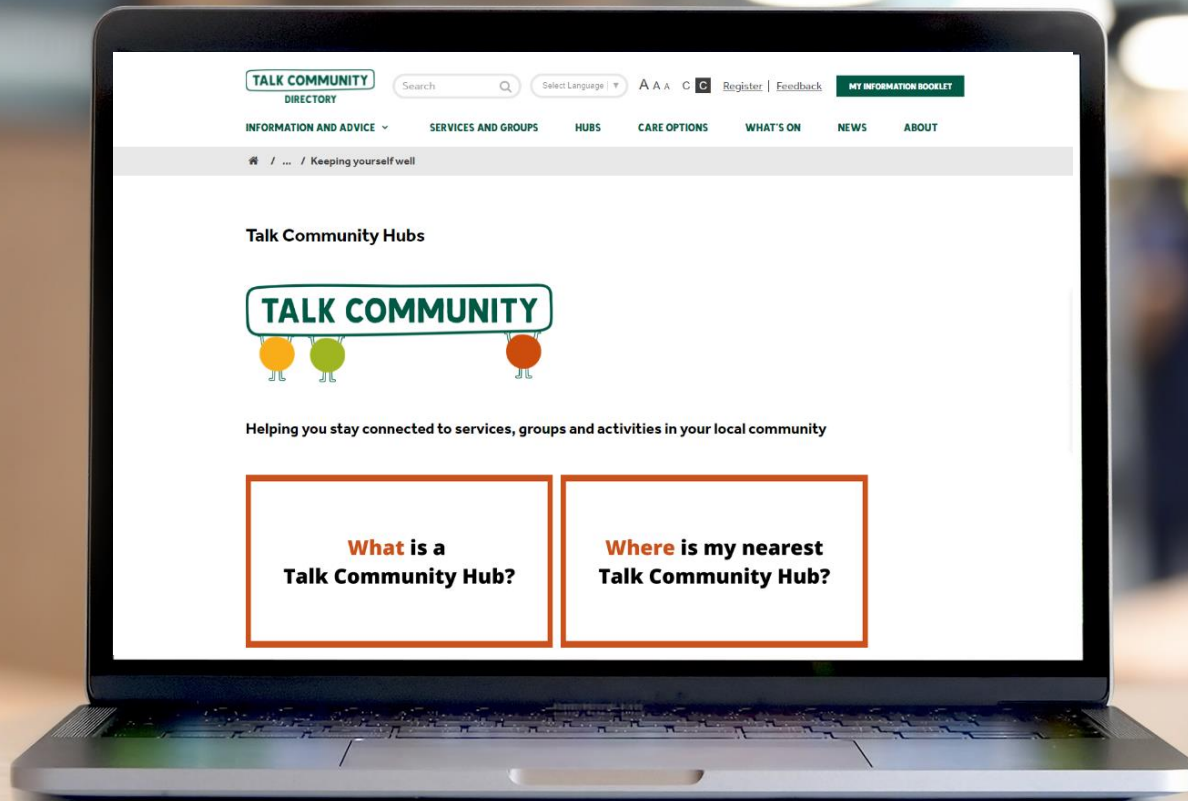 TALK COMMUNITY
DIRECTORY
Search
Select Language
A A A C C Register | Feedback
MY INFORMATION BOOKLET
INFORMATION AND ADVICE SERVICES AND GROUPS HUBS CARE OPTIONS WHAT'S ON NEWS ABOUT
/ ... / Keeping yourself well
Talk Community Hubs
TALK COMMUNITY
Helping you stay connected to services, groups and activities in your local community
What is a
Talk Community Hub?
Where is my nearest
Talk Community Hub?